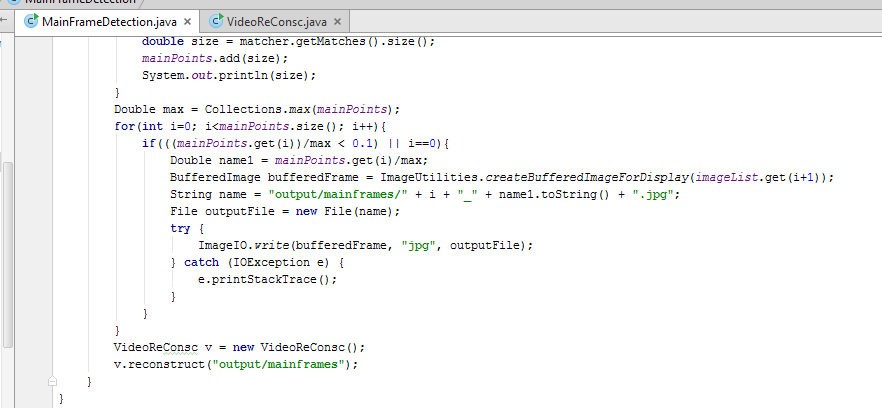 MainFrameDetection
MainFrameDetection.java × VideoReConsc.java ×
double size = matcher.getMatches().size();
mainPoints.add(size);
System.out.println(size);
}
Double max = Collections.max(mainPoints);
for(int i=0; i<mainPoints.size(); i++){
if(((mainPoints.get(i))/max < 0.1) || i==0){
Double name1 = mainPoints.get(i)/max;
BufferedImage bufferedFrame = ImageUtilities.createBufferedImageForDisplay(imageList.get(i+1));
String name = "output/mainframes/" + i + "_" + name1.toString() + ".jpg";
File outputFile = new File(name);
try {
ImageIO.write(bufferedFrame, "jpg", outputFile);
} catch (IOException e) {
e.printStackTrace();
}
}
}
VideoReConsc v = new VideoReConsc();
v.reconstruct("output/mainframes");
}
}